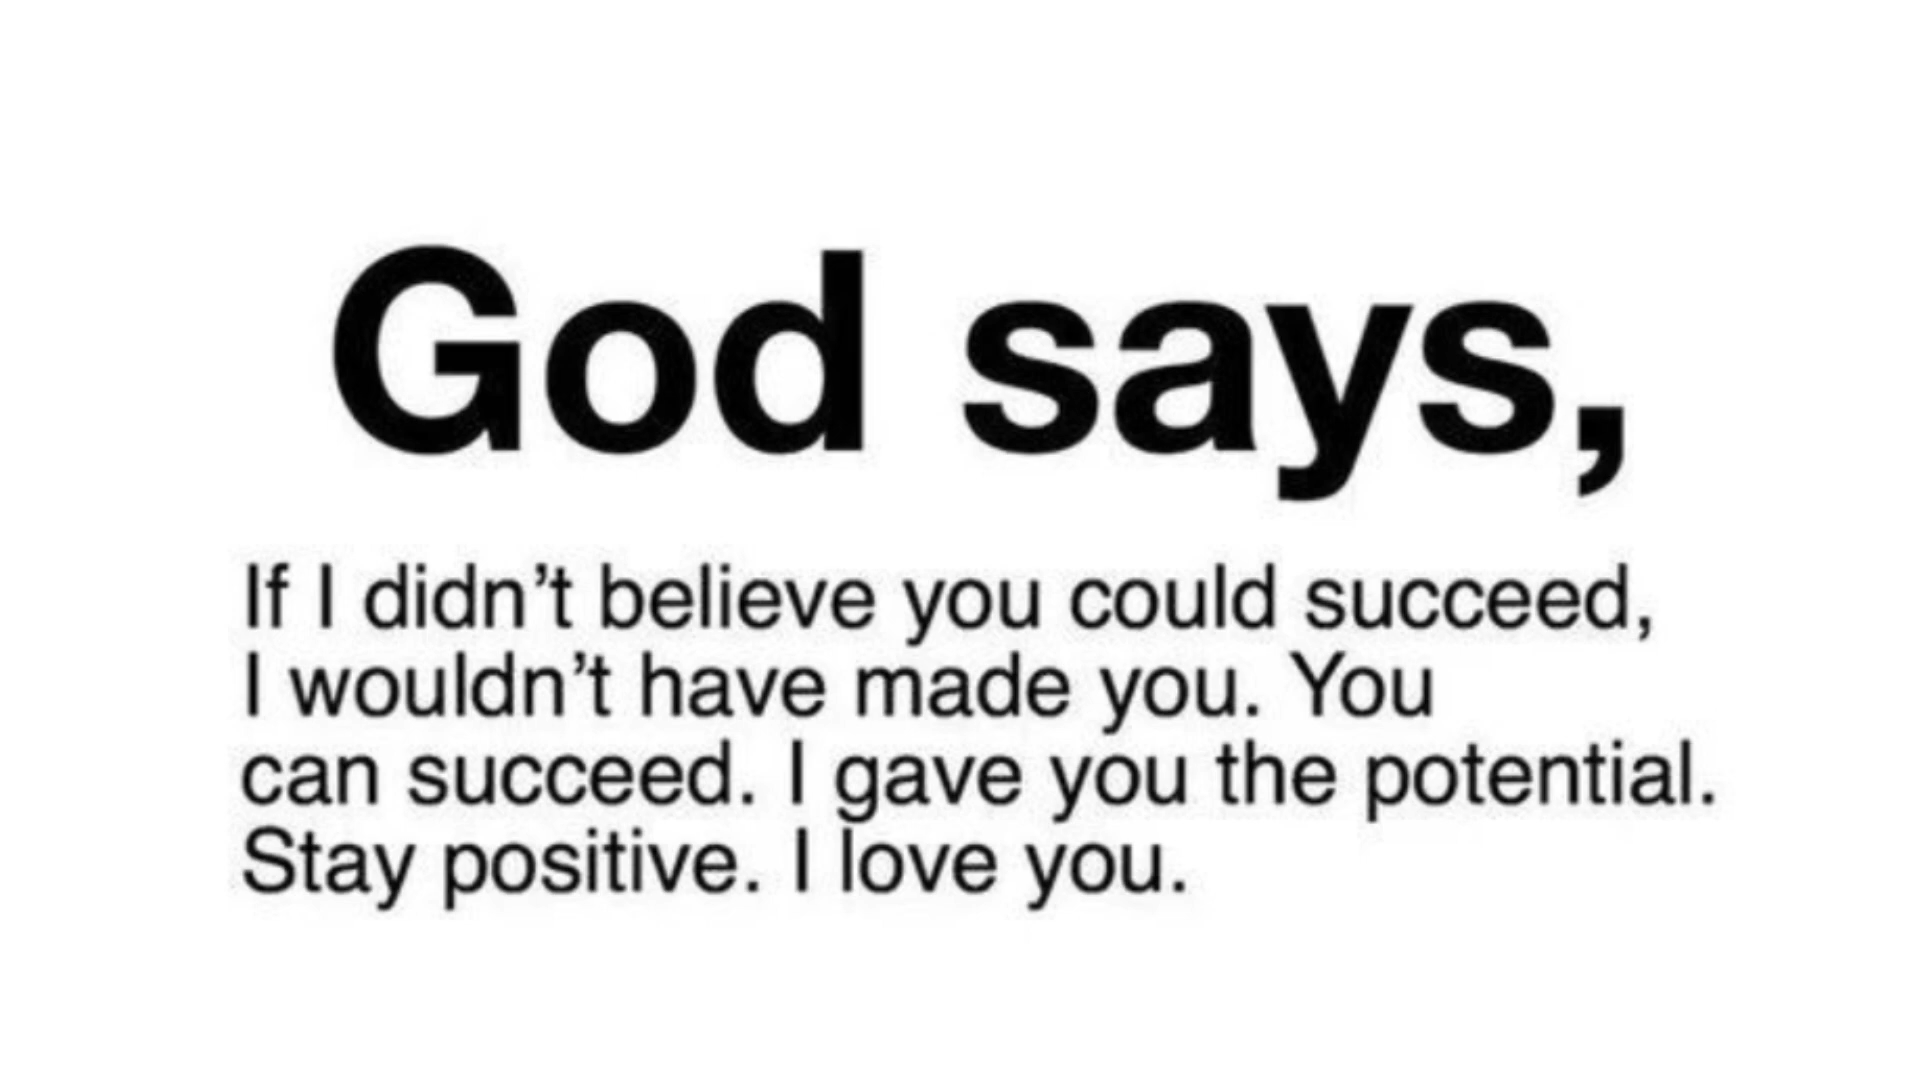 God says,
If I didn’t believe you could succeed,
I wouldn’t have made you. You
can succeed. I gave you the potential.
Stay positive. I love you.